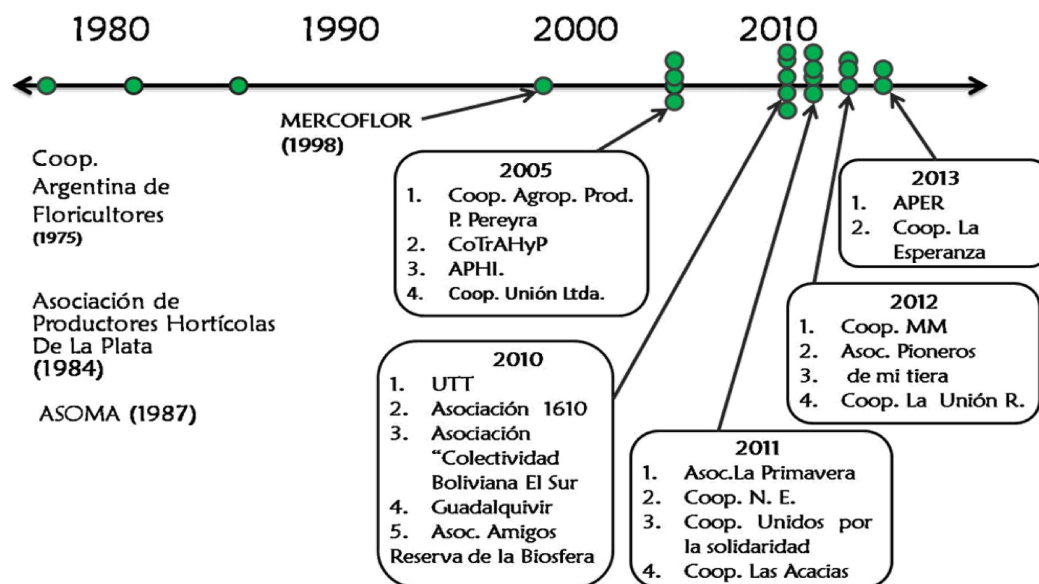 1980 1990 2000 2010
MERCOFLOR
(1998)
Coop.
Argentina de
Floricultores
(1975)
Asociación de
Productores Hortícolas
De La Plata
(1984)
ASOMA (1987)
2005
1. Coop. Agrop. Prod.
P. Pereyra
2. CoTrAHyP
3. APHI.
4. Coop. Unión Ltda.
2010
1. UTT
2. Asociación 1610
3. Asociación
“Colectividad
Boliviana El Sur
4. Guadalquivir
5. Asoc. Amigos
Reserva de la Biosfera
2011
1. Asoc.La Primavera
2. Coop. N. E.
3. Coop. Unidos por
la solidaridad
4. Coop. Las Acacias
2012
1. Coop. MM
2. Asoc. Pioneros
3. de mi tiera
4. Coop. La Unión R.
2013
1. APER
2. Coop. La
Esperanza